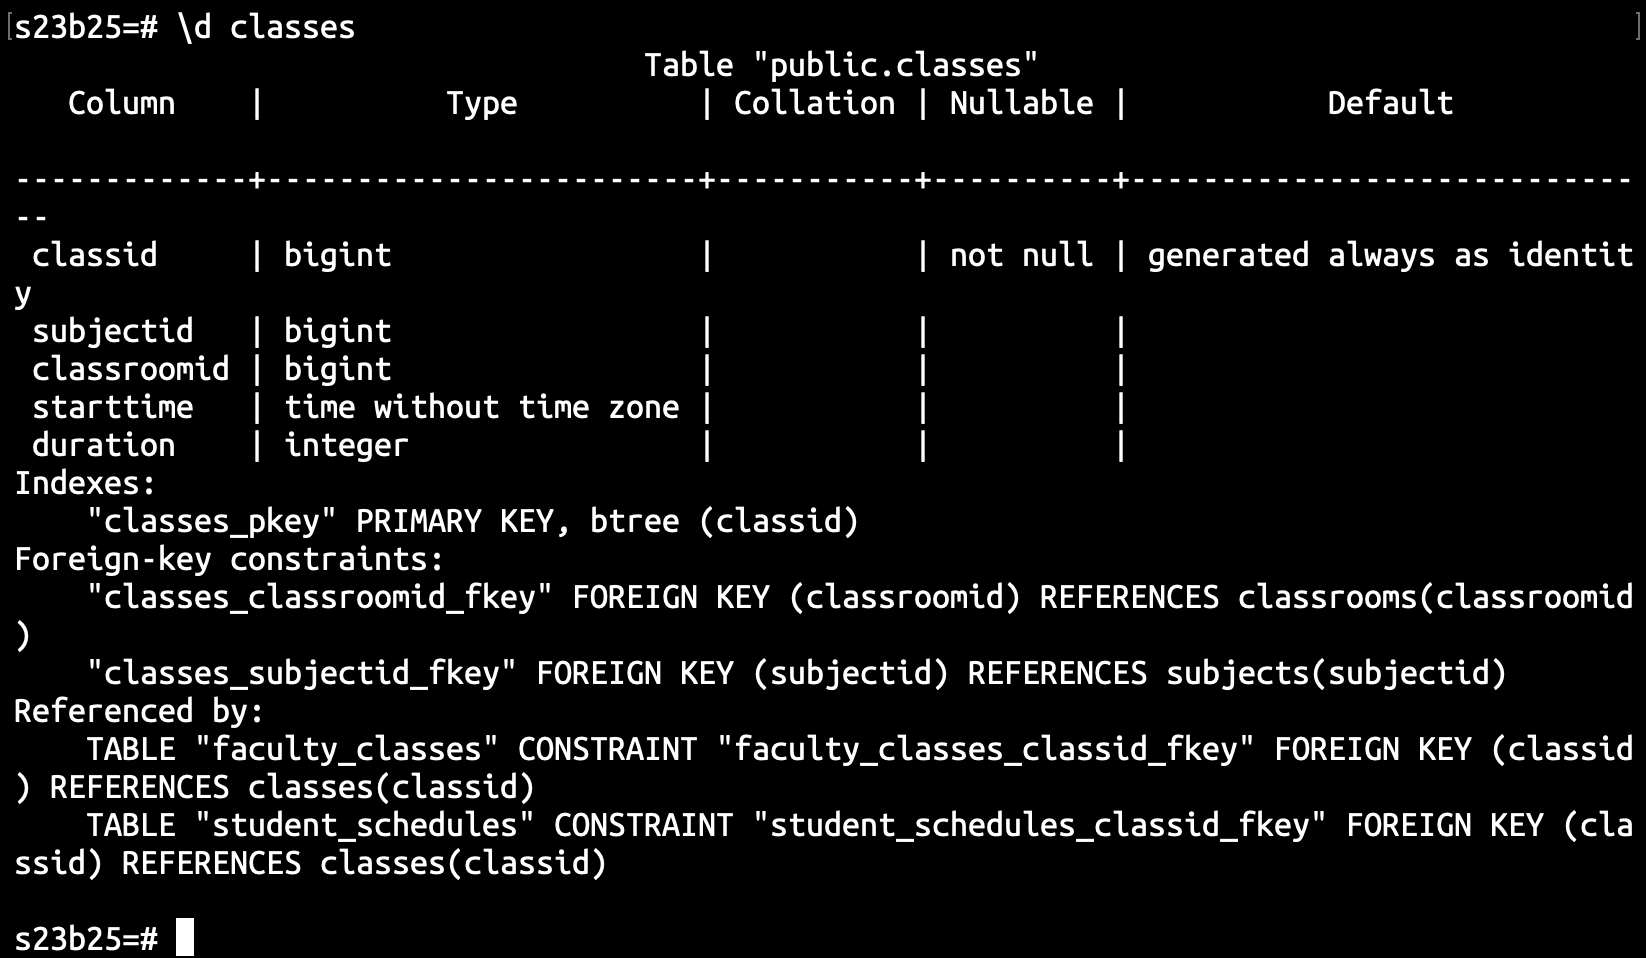 [s23b25=# \d classes ]
                                   Table "public.classes"
   Column    |          Type          | Collation | Nullable |           Default          

-------------+------------------------+-----------+----------+----------------------------
--
 classid     | bigint                 |           | not null | generated always as identit
y
 subjectid   | bigint                 |           |          | 
 classroomid | bigint                 |           |          | 
 starttime   | time without time zone |           |          | 
 duration    | integer                |           |          | 
Indexes:
    "classes_pkey" PRIMARY KEY, btree (classid)
Foreign-key constraints:
    "classes_classroomid_fkey" FOREIGN KEY (classroomid) REFERENCES classrooms(classroomid
)
    "classes_subjectid_fkey" FOREIGN KEY (subjectid) REFERENCES subjects(subjectid)
Referenced by:
    TABLE "faculty_classes" CONSTRAINT "faculty_classes_classid_fkey" FOREIGN KEY (classid
) REFERENCES classes(classid)
    TABLE "student_schedules" CONSTRAINT "student_schedules_classid_fkey" FOREIGN KEY (cla
ssid) REFERENCES classes(classid)

s23b25=#